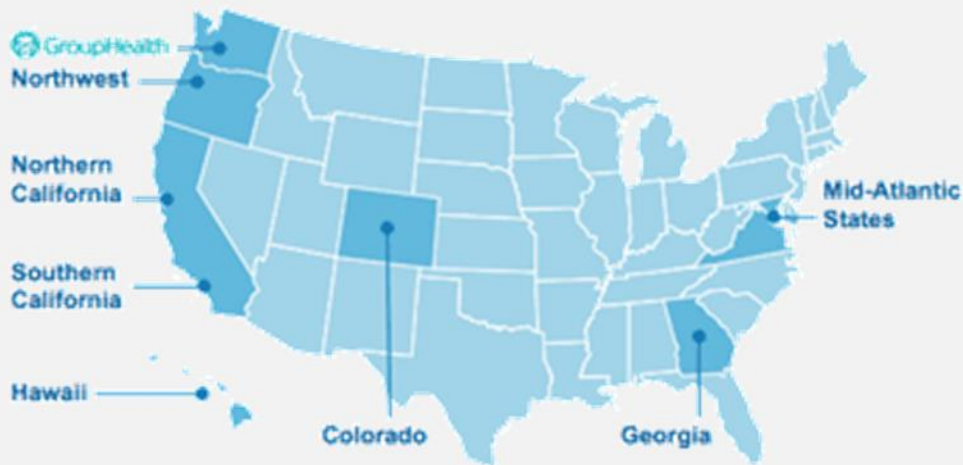 GroupHealth
Northwest
Northern
California
Southern
California
Hawaii
Colorado
Georgia
Mid-Atlantic
States